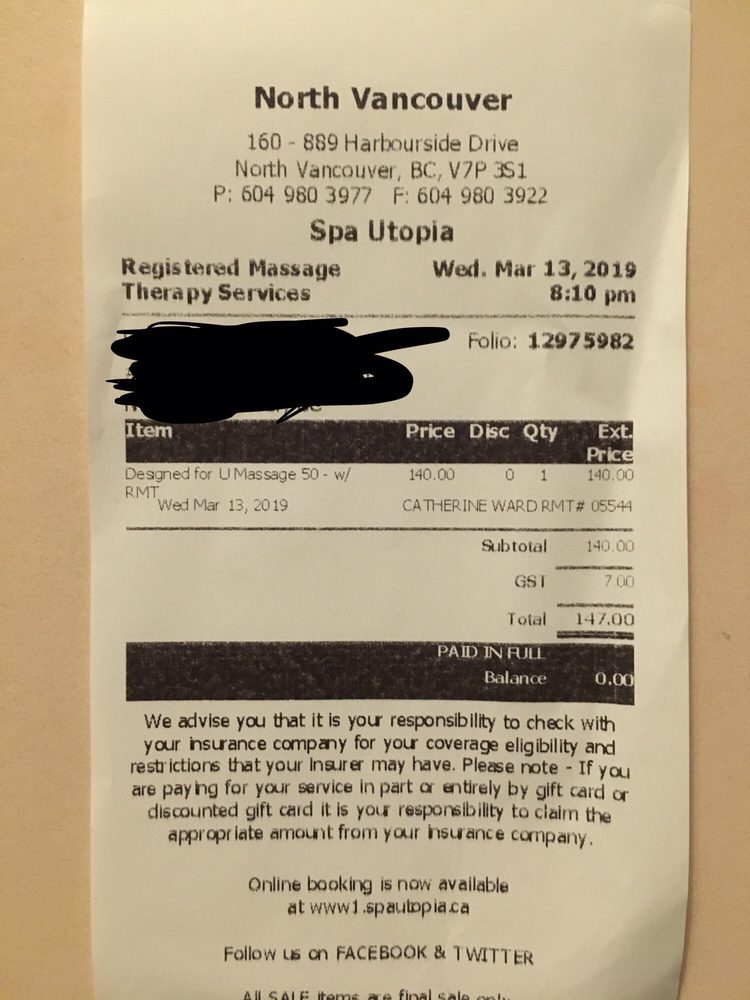 North Vancouver
160 - 889 Harbourside Drive
North Vancouver, BC, V7P 3S1
P: 604 980 3977 F: 604 980 3922
Spa Utopia
Registered Massage Wed. Mar 13, 2019
Therapy Services 8:10 pm
Folio: 12975982
Item Price Disc Qty Ext.
Price
Designed for U Massage 50 - w/ 140.00 0 1 140.00
RMT
Wed Mar 13, 2019 CATHERINE WARD RMT# 05544
Subtotal 140.00
GST 7.00
Total 147.00
PAID IN FULL
Balance 0.00
We advise you that it is your responsibility to check with
your insurance company for your coverage eligibility and
restrictions that your Insurer may have. Please note - If you
are paying for your service in part or entirely by gift card or
discounted gift card it is your responsibility to claim the
appropriate amount from your insurance company.
Online booking is now available
at www1.spautopia.ca
Follow us on FACEBOOK & TWITTER
All SALE items are final sale only